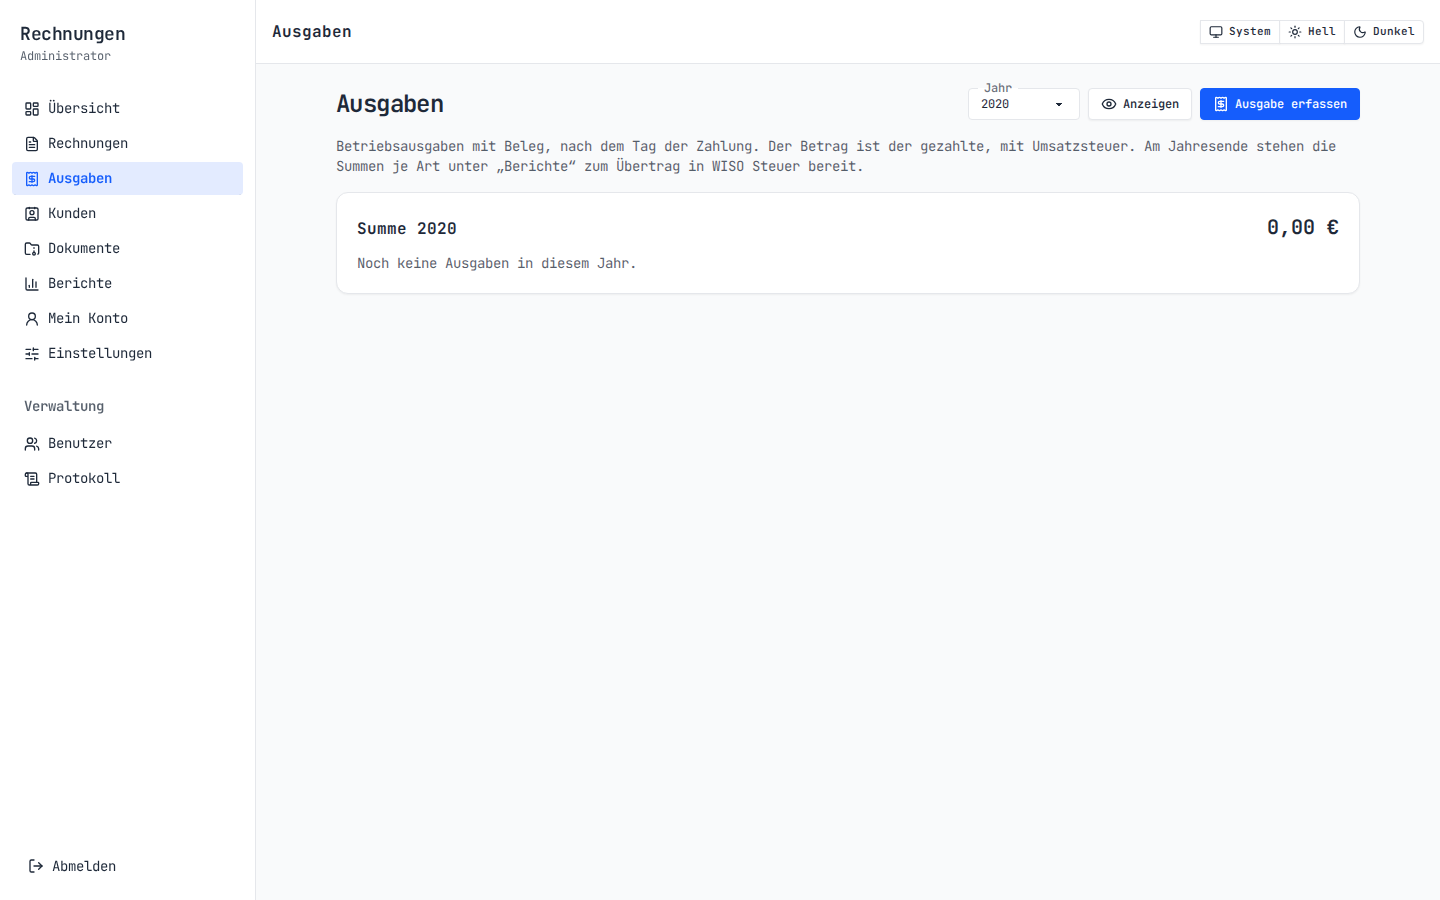 Rechnungen
Administrator
Übersicht
Rechnungen
Ausgaben
Kunden
Dokumente
Berichte
Mein Konto
Einstellungen
Verwaltung
Benutzer
Protokoll
Abmelden
Ausgaben
System
Hell
Dunkel
Ausgaben
Jahr
2020
Anzeigen
Ausgabe erfassen
Betriebsausgaben mit Beleg, nach dem Tag der Zahlung. Der Betrag ist der gezahlte, mit Umsatzsteuer. Am Jahresende stehen die
Summen je Art unter „Berichte“ zum Übertrag in WISO Steuer bereit.
Summe 2020
0,00 €
Noch keine Ausgaben in diesem Jahr.